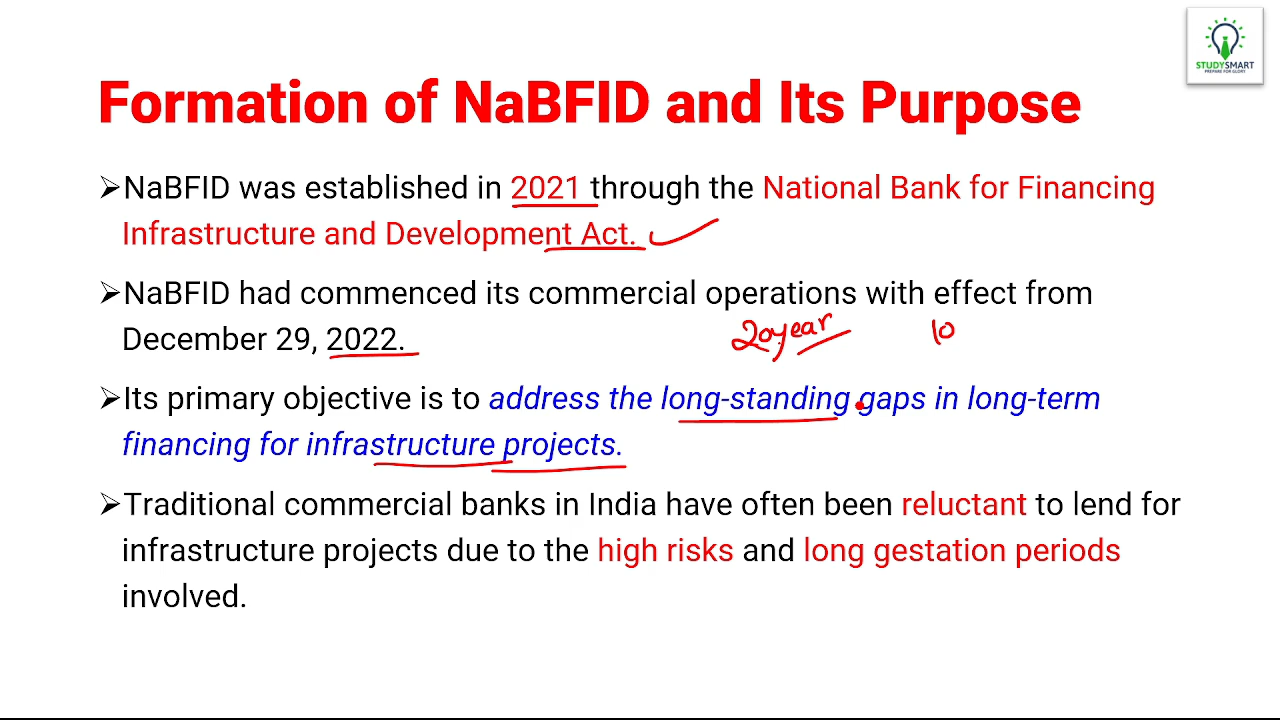 STUDYSMART
PREPARE FOR GLORY
Formation of NaBFID and Its Purpose
➢NaBFID was established in 2021 through the National Bank for Financing
Infrastructure and Development Act.
➢NaBFID had commenced its commercial operations with effect from
December 29, 2022.
20year 10
➢Its primary objective is to address the long-standing gaps in long-term
financing for infrastructure projects.
➢Traditional commercial banks in India have often been reluctant to lend for
infrastructure projects due to the high risks and long gestation periods
involved.